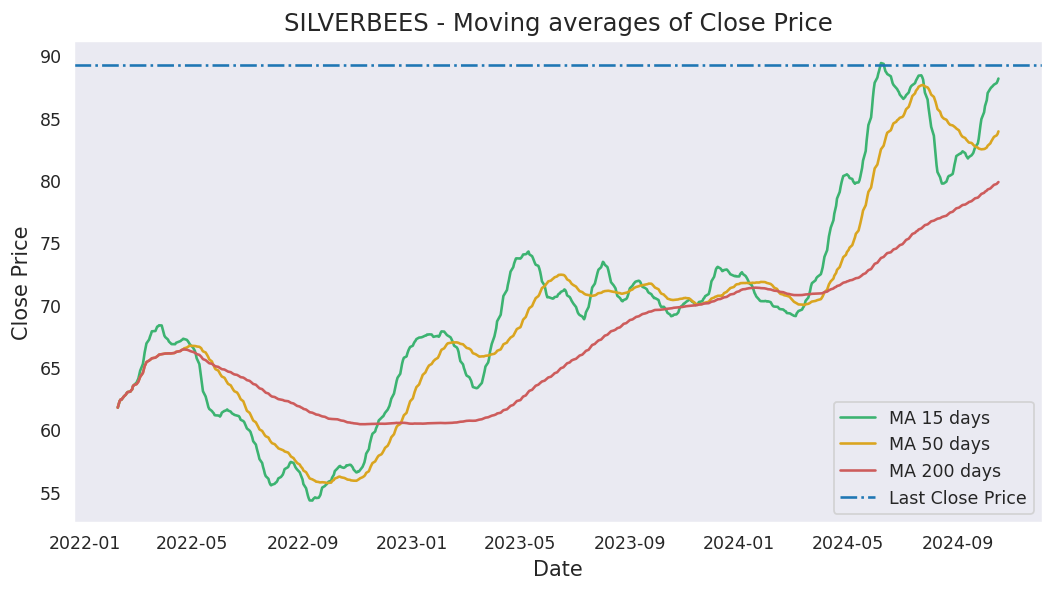 SILVERBEES - Moving averages of Close Price
90
85
80
75
70
65
60
55
Close Price
2022-01 2022-05 2022-09 2023-01 2023-05 2023-09 2024-01 2024-05 2024-09
Date
MA 15 days
MA 50 days
MA 200 days
Last Close Price